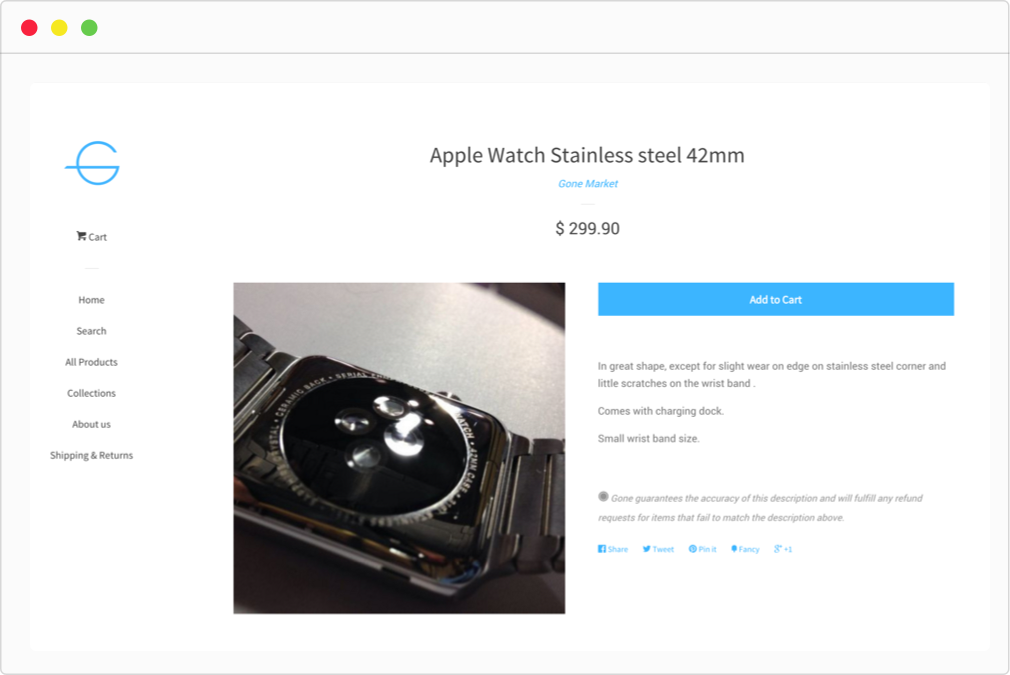 Apple Watch Stainless steel 42mm
Gone Market
$ 299.90
Cart
Home
Search
All Products
Collections
About us
Shipping & Returns
CERAMIC BACK • SERIAL
WATCH • 42MM CASE •
Add to Cart
In great shape, except for slight wear on edge on stainless steel corner and
little scratches on the wrist band .
Comes with charging dock.
Small wrist band size.
Gone guarantees the accuracy of this description and will fulfill any refund
requests for items that fail to match the description above.
Share Tweet Pin it Fancy +1